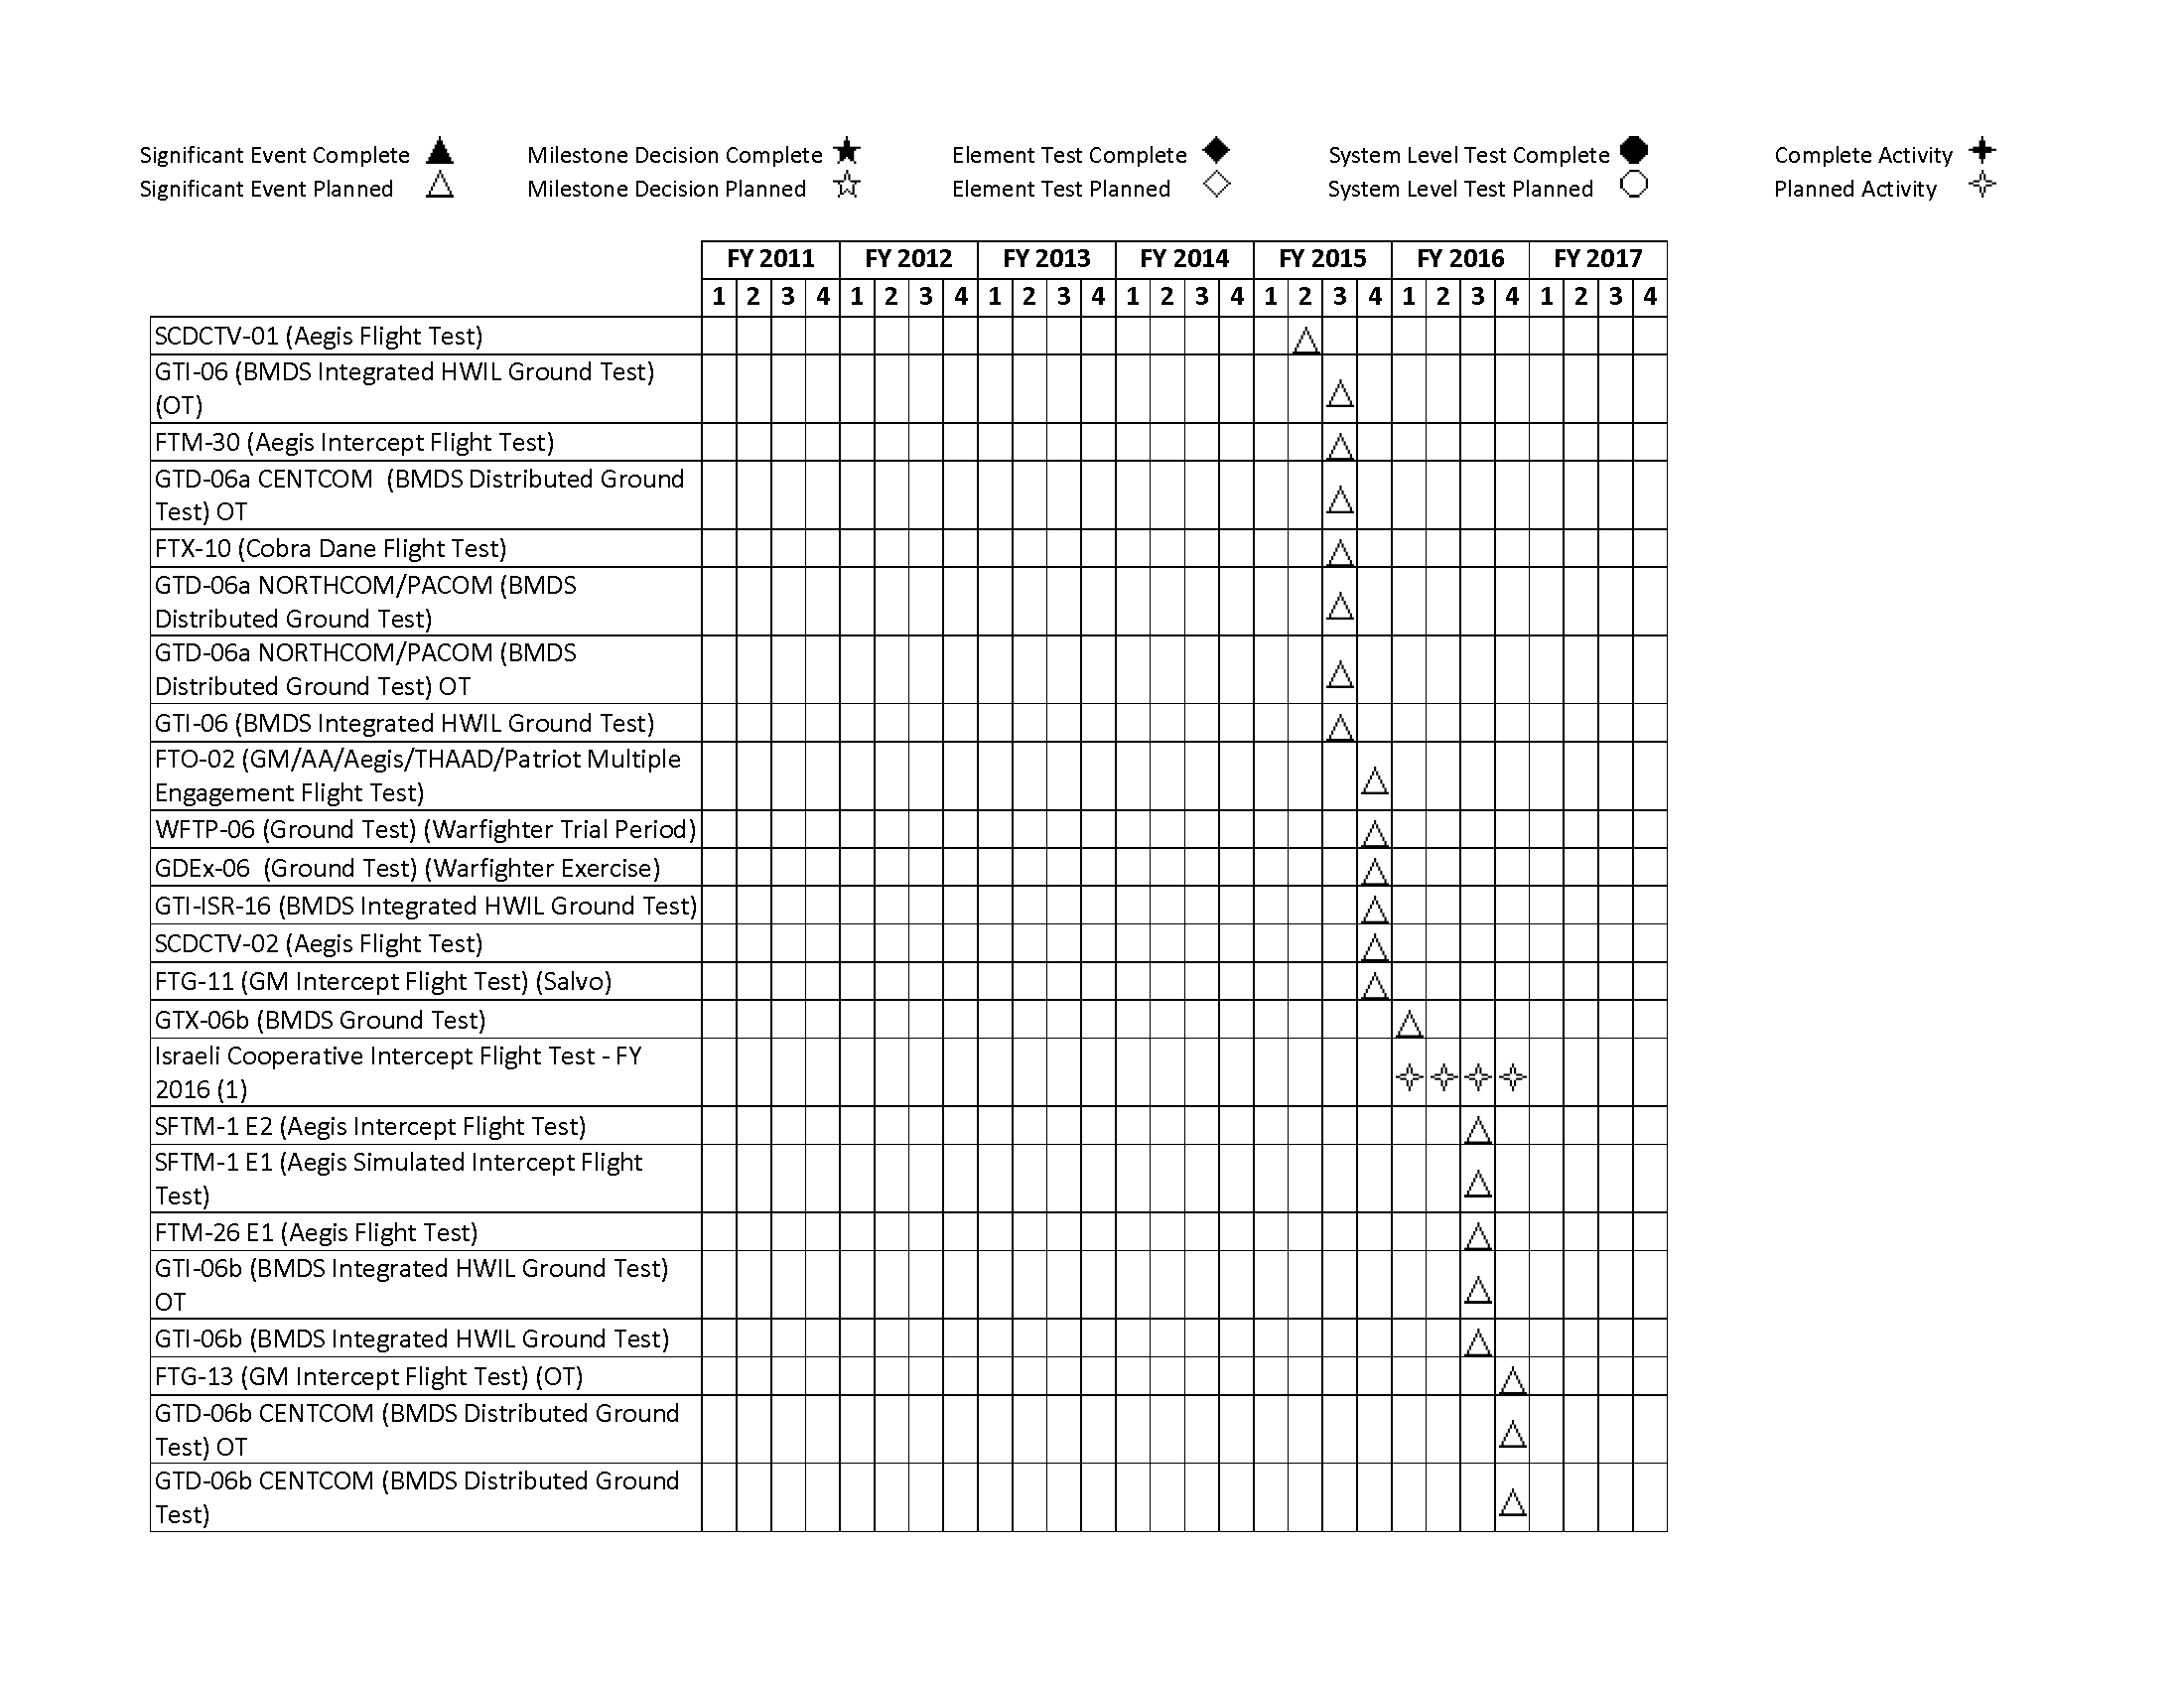 Significant Event Complete
Milestone Decision Complete
Element Test Complete
System Level Test Complete
Complete Activity
Significant Event Planned
Milestone Decision Planned
Element Test Planned
System Level Test Planned
Planned Activity
FY 2011 FY 2012 FY 2013 FY 2014 FY 2015 FY 2016 FY 2017
1 2 3 4 1 2 3 4 1 2 3 4 1 2 3 4 1 2 3 4 1 2 3 4 1 2 3 4
SCDCTV-01 (Aegis Flight Test)
GTI-06 (BMDS Integrated HWIL Ground Test)
(OT)
FTM-30 (Aegis Intercept Flight Test)
GTD-06a CENTCOM (BMDS Distributed Ground
Test) OT
FTX-10 (Cobra Dane Flight Test)
GTD-06a NORTHCOM/PACOM (BMDS
Distributed Ground Test)
GTD-06a NORTHCOM/PACOM (BMDS
Distributed Ground Test) OT
GTI-06 (BMDS Integrated HWIL Ground Test)
FTO-02 (GM/AA/Aegis/THAAD/Patriot Multiple
Engagement Flight Test)
WFTP-06 (Ground Test) (Warfighter Trial Period)
GDEx-06 (Ground Test) (Warfighter Exercise)
GTI-ISR-16 (BMDS Integrated HWIL Ground Test)
SCDCTV-02 (Aegis Flight Test)
FTG-11 (GM Intercept Flight Test) (Salvo)
GTX-06b (BMDS Ground Test)
Israeli Cooperative Intercept Flight Test - FY
2016 (1)
SFTM-1 E2 (Aegis Intercept Flight Test)
SFTM-1 E1 (Aegis Simulated Intercept Flight
Test)
FTM-26 E1 (Aegis Flight Test)
GTI-06b (BMDS Integrated HWIL Ground Test)
OT
GTI-06b (BMDS Integrated HWIL Ground Test)
FTG-13 (GM Intercept Flight Test) (OT)
GTD-06b CENTCOM (BMDS Distributed Ground
Test) OT
GTD-06b CENTCOM (BMDS Distributed Ground
Test)